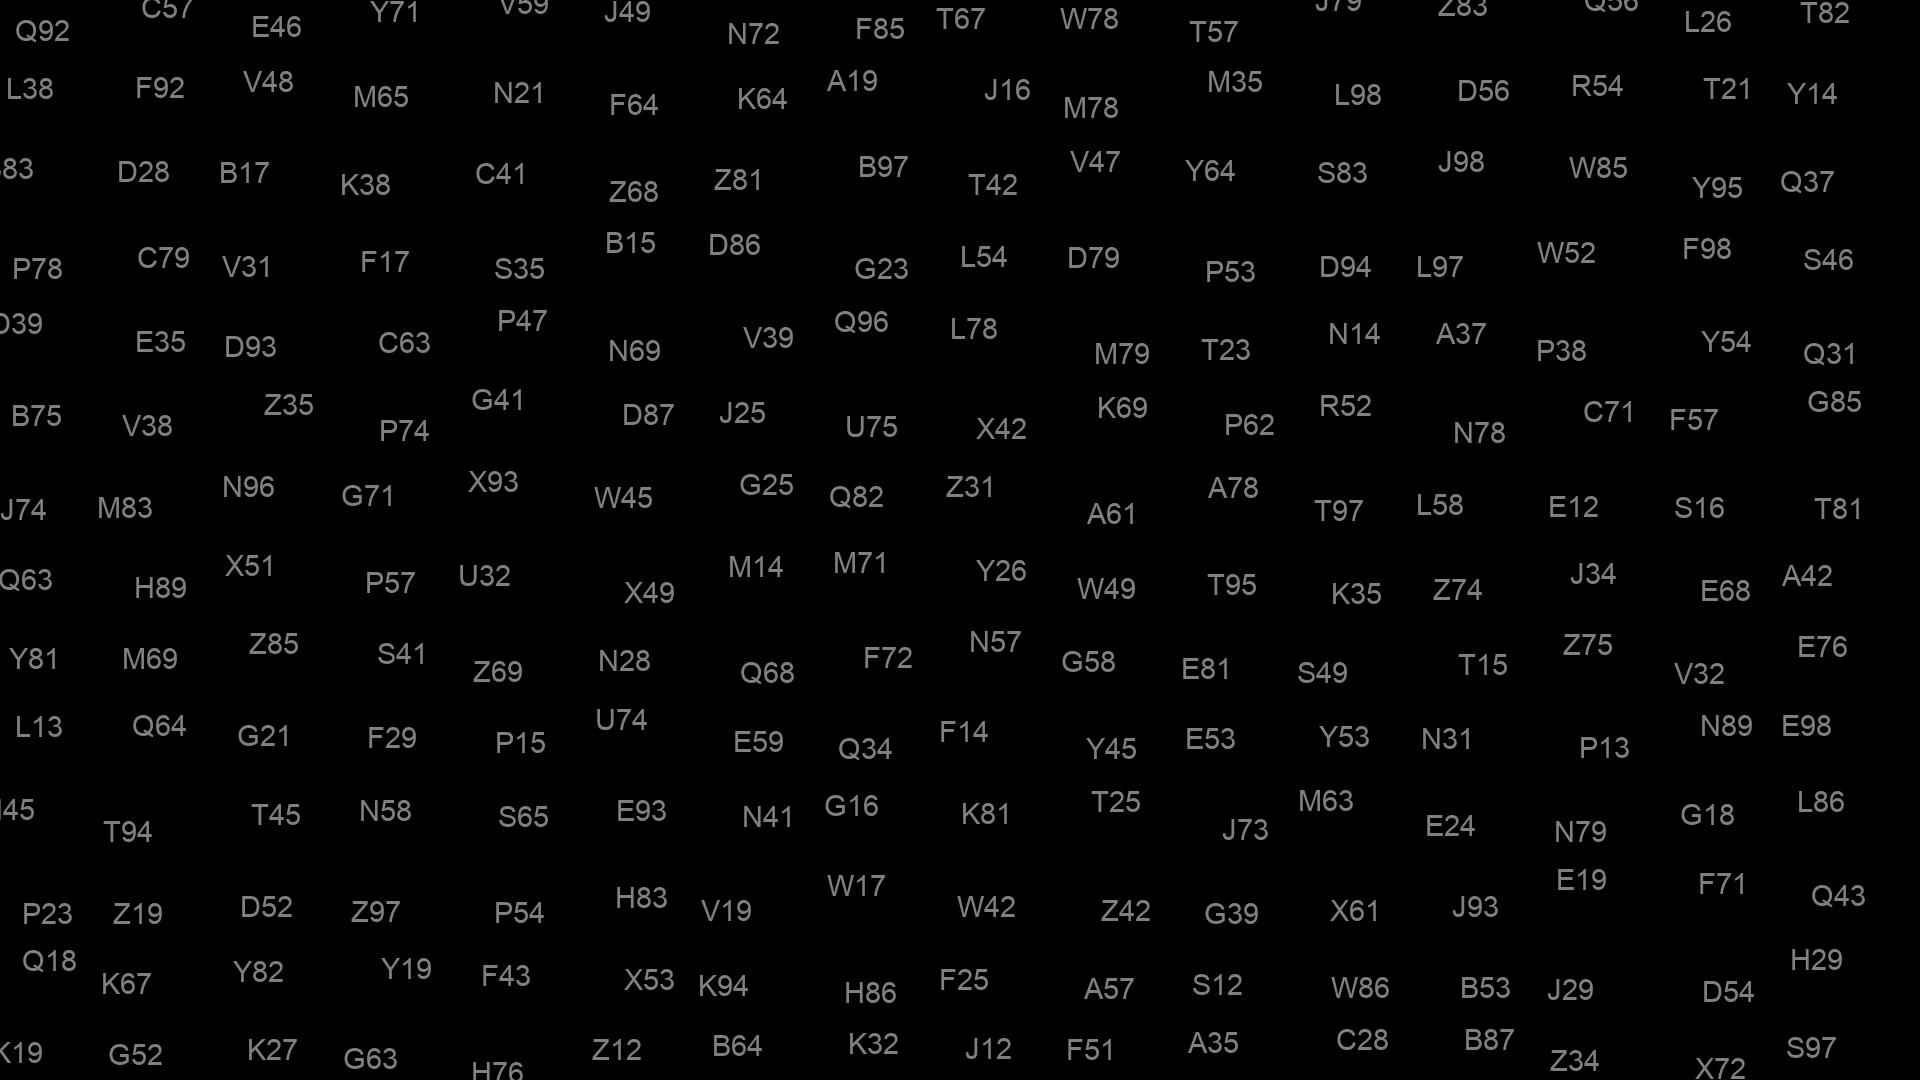 Q92 C57 E46 Y71 V59 J49 N72 F85 T67 W78 T57 J79 Z83 Q56 L26 T82
L38 F92 V48 M65 N21 F64 K64 A19 J16 M78 M35 L98 D56 R54 T21 Y14
D28 B17 K38 C41 Z68 Z81 B97 T42 V47 Y64 S83 J98 W85 Y95 Q37
P78 C79 V31 F17 S35 B15 D86 G23 L54 D79 P53 D94 L97 W52 F98 S46
D39 E35 D93 C63 P47 N69 V39 Q96 L78 M79 T23 N14 A37 P38 Y54 Q31
B75 V38 Z35 P74 G41 D87 J25 U75 X42 K69 P62 R52 N78 C71 F57 G85
J74 M83 N96 G71 X93 W45 G25 Q82 Z31 A61 A78 T97 L58 E12 S16 T81
Q63 H89 X51 P57 U32 X49 M14 M71 Y26 W49 T95 K35 Z74 J34 E68 A42
Y81 M69 Z85 S41 Z69 N28 Q68 F72 N57 G58 E81 S49 T15 Z75 V32 E76
L13 Q64 G21 F29 P15 U74 E59 Q34 F14 Y45 E53 Y53 N31 P13 N89 E98
T94 T45 N58 S65 E93 N41 G16 K81 T25 J73 M63 E24 N79 G18 L86
P23 Z19 D52 Z97 P54 H83 V19 W17 W42 Z42 G39 X61 J93 E19 F71 Q43
Q18 K67 Y82 Y19 F43 X53 K94 H86 F25 A57 S12 W86 B53 J29 D54 H29
K19 G52 K27 G63 H76 Z12 B64 K32 J12 F51 A35 C28 B87 Z34 X72 S97